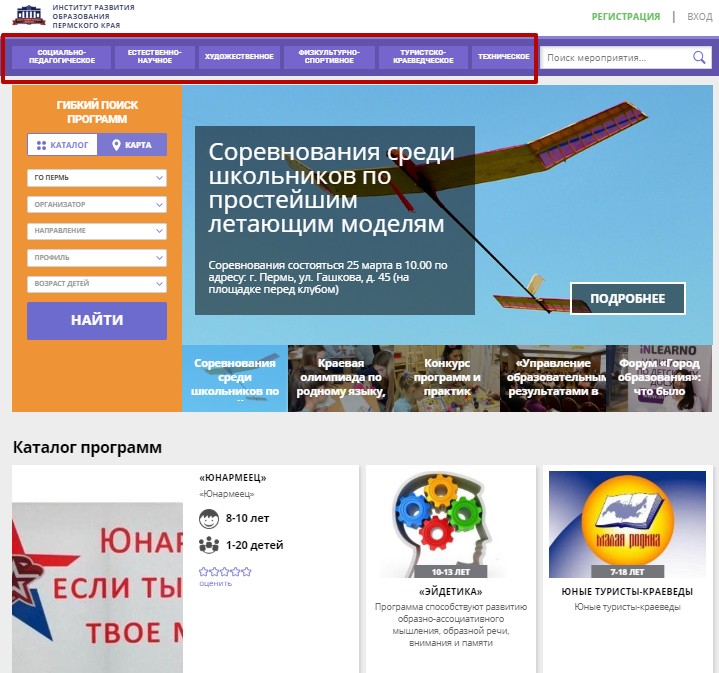 ИНСТИТУТ РАЗВИТИЯ
ОБРАЗОВАНИЯ
ПЕРМСКОГО КРАЯ
РЕГИСТРАЦИЯ | ВХОД
СОЦИАЛЬНО-
ПЕДАГОГИЧЕСКОЕ
ЕСТЕСТВЕННО-
НАУЧНОЕ
ХУДОЖЕСТВЕННОЕ
ФИЗКУЛЬТУРНО-
СПОРТИВНОЕ
ТУРИСТСКО-
КРАЕВЕДЧЕСКОЕ
ТЕХНИЧЕСКОЕ
Поиск мероприятия...
ГИБКИЙ ПОИСК
ПРОГРАММ
КАТАЛОГ
КАРТА
ГО ПЕРМЬ
ОРГАНИЗАТОР
НАПРАВЛЕНИЕ
ПРОФИЛЬ
ВОЗРАСТ ДЕТЕЙ
НАЙТИ
Соревнования среди
школьников по
простейшим
летающим моделям
Соревнования состояться 25 марта в 10.00 по
адресу: г. Пермь, ул. Гашкова, д. 45 (на
площадке перед клубом)
ПОДРОБНЕЕ
Соревнования
среди
школьников по
Краевая
олимпиада по
родному языку,
Конкурс
программ и
практик
«Управление
образовательным
результатами в
iNLEARNO
Форум «Город
образования»:
что было
Каталог программ
ЮНАР
ЕСЛИ ТЫ
ТВОЕ М
«ЮНАРМЕЕЦ»
«Юнармеец»
8-10 лет
1-20 детей
оценить
10-13 ЛЕТ
«ЭЙДЕТИКА»
Программа способствуют развитию
образно-ассоциативного
мышления, образной речи,
внимания и памяти
малая родина
7-18 ЛЕТ
ЮНЫЕ ТУРИСТЫ-КРАЕВЕДЫ
Юные туристы-краеведы